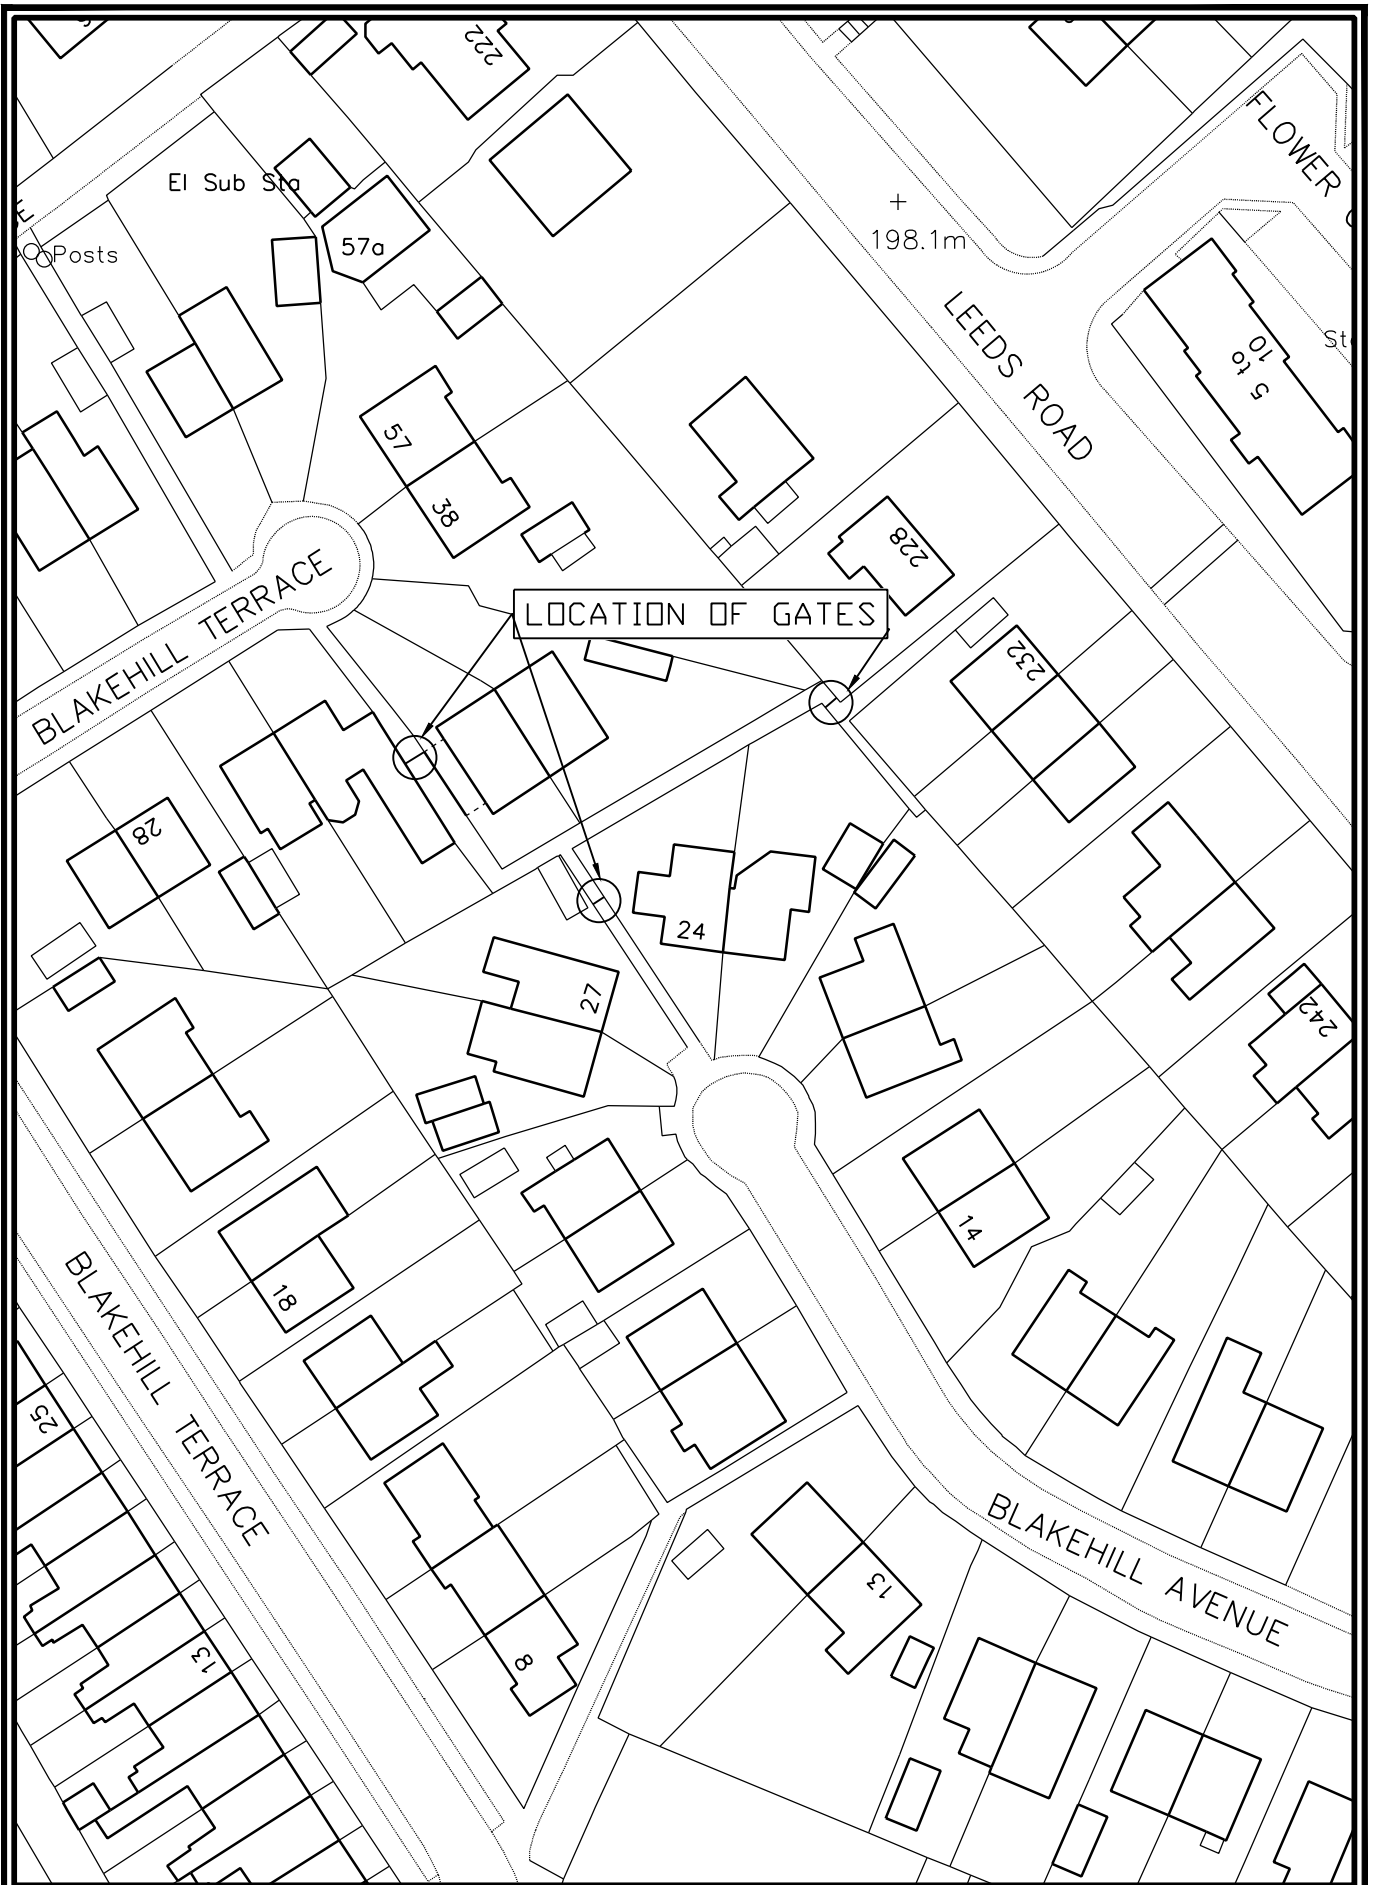 222
FLOWER
El Sub Sta
198.1m
57a
Posts
LEEDS ROAD
5 to
10
57
38
228
BLAKEHILL TERRACE
LOCATION OF GATES
232
28
24
27
242
14
18
BLAKEHILL TERRACE
25
BLAKEHILL AVENUE
13
13
8